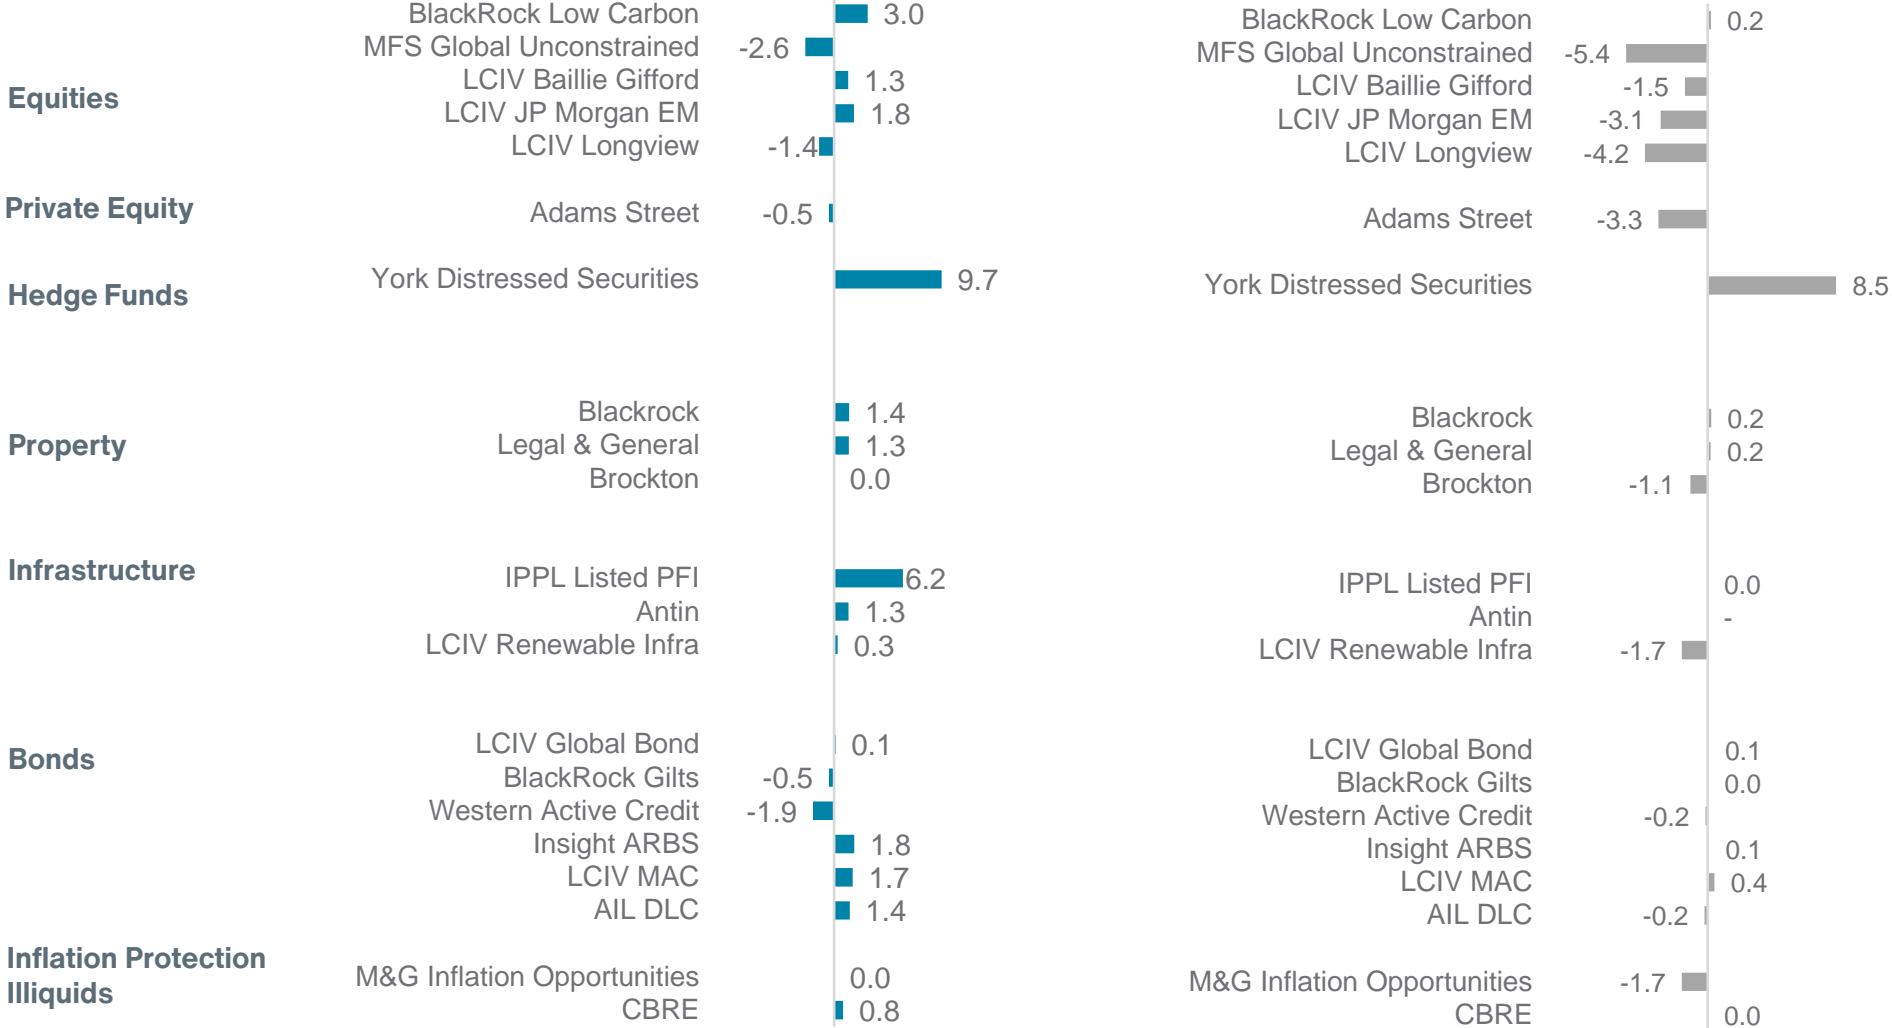 BlackRock Low Carbon 3.0 BlackRock Low Carbon 0.2
MFS Global Unconstrained -2.6 MFS Global Unconstrained -5.4
Equities LCIV Baillie Gifford 1.3 LCIV Baillie Gifford -1.5
LCIV JP Morgan EM 1.8 LCIV JP Morgan EM -3.1
LCIV Longview -1.4 LCIV Longview -4.2
Private Equity Adams Street -0.5 Adams Street -3.3
Hedge Funds York Distressed Securities 9.7 York Distressed Securities 8.5
Blackrock 1.4 Blackrock 0.2
Property Legal & General 1.3 Legal & General 0.2
Brockton 0.0 Brockton -1.1
Infrastructure IPPL Listed PFI 6.2 IPPL Listed PFI 0.0
Antin 1.3 Antin -
LCIV Renewable Infra 0.3 LCIV Renewable Infra -1.7
Bonds LCIV Global Bond 0.1 LCIV Global Bond 0.1
BlackRock Gilts -0.5 BlackRock Gilts 0.0
Western Active Credit -1.9 Western Active Credit -0.2
Insight ARBS 1.8 Insight ARBS 0.1
LCIV MAC 1.7 LCIV MAC 0.4
AIL DLC 1.4 AIL DLC -0.2
Inflation Protection
Illiquids M&G Inflation Opportunities 0.0 M&G Inflation Opportunities -1.7
CBRE 0.8 CBRE 0.0